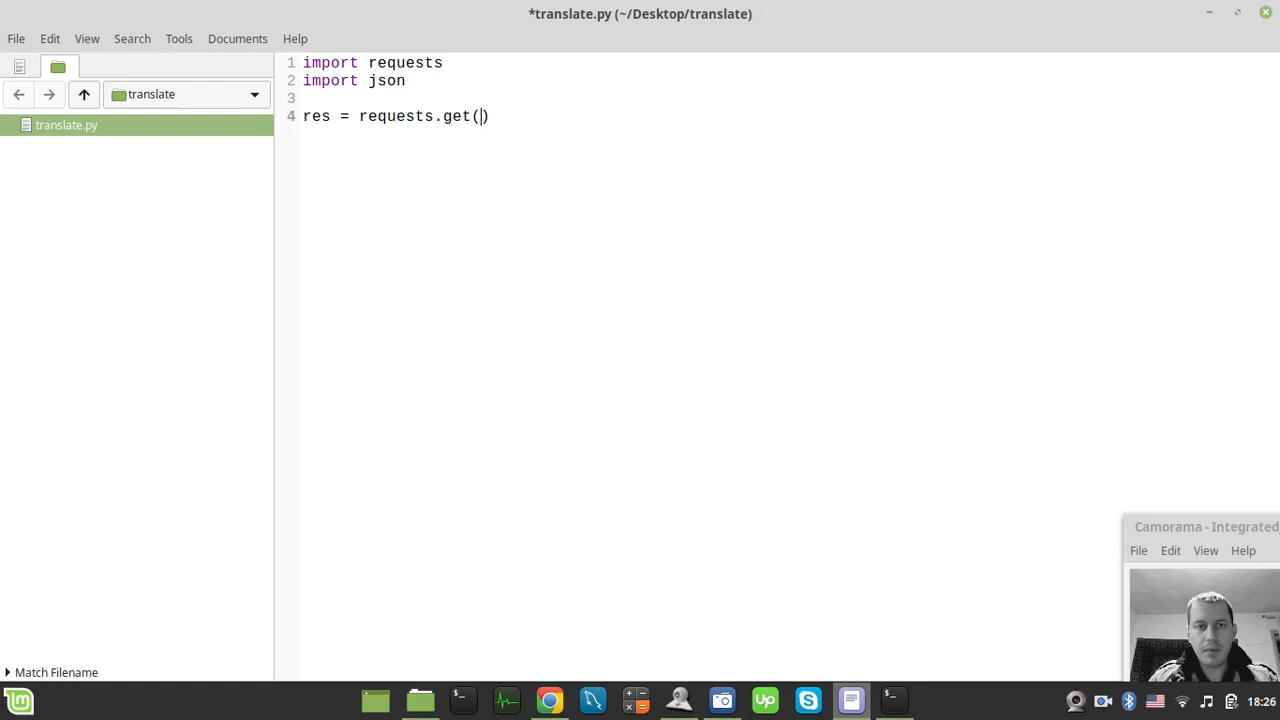 *translate.py (~/Desktop/translate)
File Edit View Search Tools Documents Help
translate
translate.py
1 import requests
2 import json
3
4 res = requests.get()
Camorama - Integrated
File Edit View Help
Match Filename
up
18:26